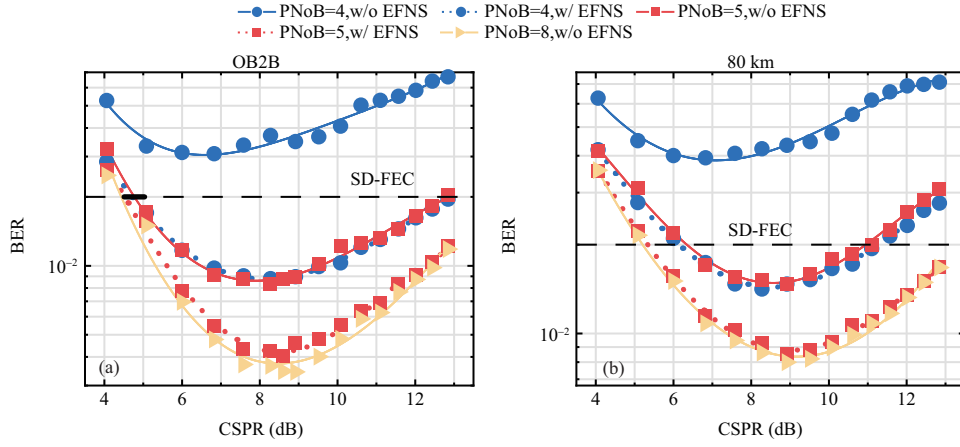 PNoB=4,w/o EFNS PNoB=4,w/ EFNS PNoB=5,w/o EFNS
PNoB=5,w/ EFNS PNoB=8,w/o EFNS
OB2B
80 km
BER
10⁻²
SD-FEC
(a)
4 6 8 10 12
CSPR (dB)
BER
10⁻²
SD-FEC
(b)
4 6 8 10 12
CSPR (dB)